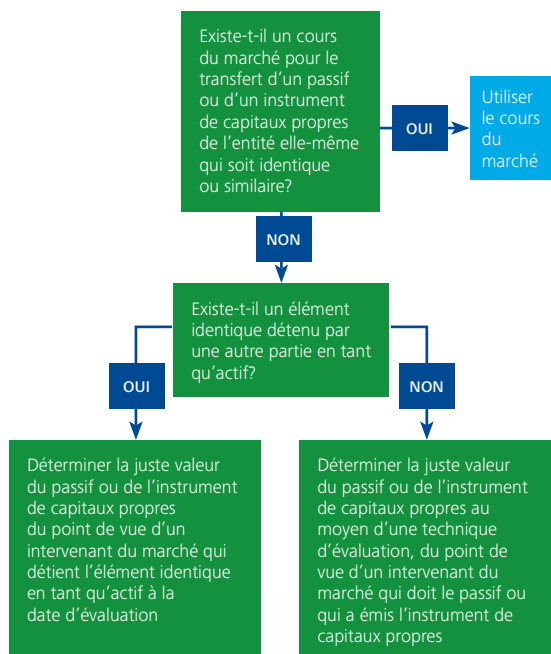 Existe-t-il un cours
du marché pour le
transfert d'un passif
ou d'un instrument
de capitaux propres
de l'entité elle-même
qui soit identique
ou similaire?
OUI
Utiliser
le cours
du
marché
NON
Existe-t-il un élément
identique détenu par
une autre partie en tant
qu'actif?
OUI
NON
Déterminer la juste valeur
du passif ou de l'instrument
de capitaux propres
du point de vue d'un
intervenant du marché qui
détient l'élément identique
en tant qu'actif à la
date d'évaluation
Déterminer la juste valeur
du passif ou de l'instrument
de capitaux propres au
moyen d'une technique
d'évaluation, du point de
vue d'un intervenant du
marché qui doit le passif ou
qui a émis l'instrument de
capitaux propres